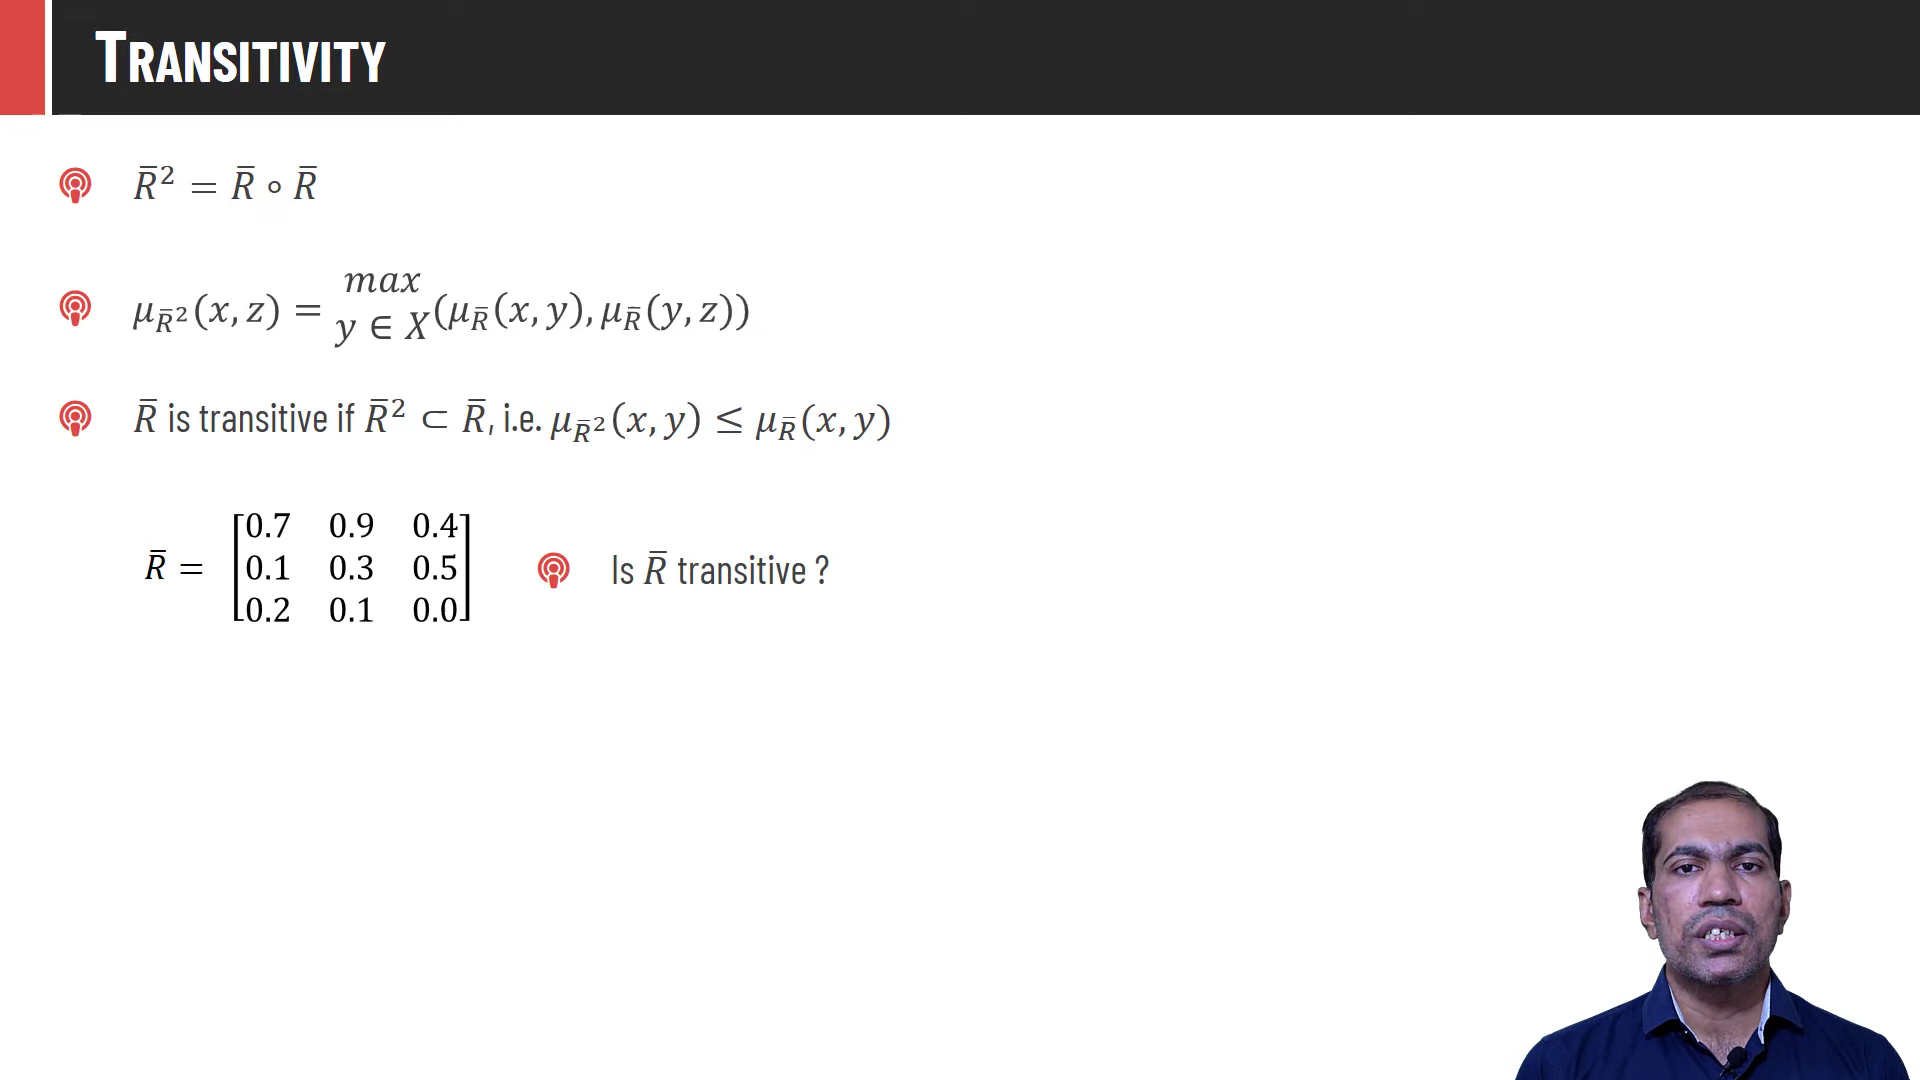 TRANSITIVITY
R̄² = R̄ ∘ R̄
μ_R̄²(x, z) = max y ∈ X (μ_R̄(x, y), μ_R̄(y, z))
R̄ is transitive if R̄² ⊂ R̄, i.e. μ_R̄²(x, y) ≤ μ_R̄(x, y)
0.7 0.9 0.4
R̄ = 0.1 0.3 0.5 Is R̄ transitive ?
0.2 0.1 0.0